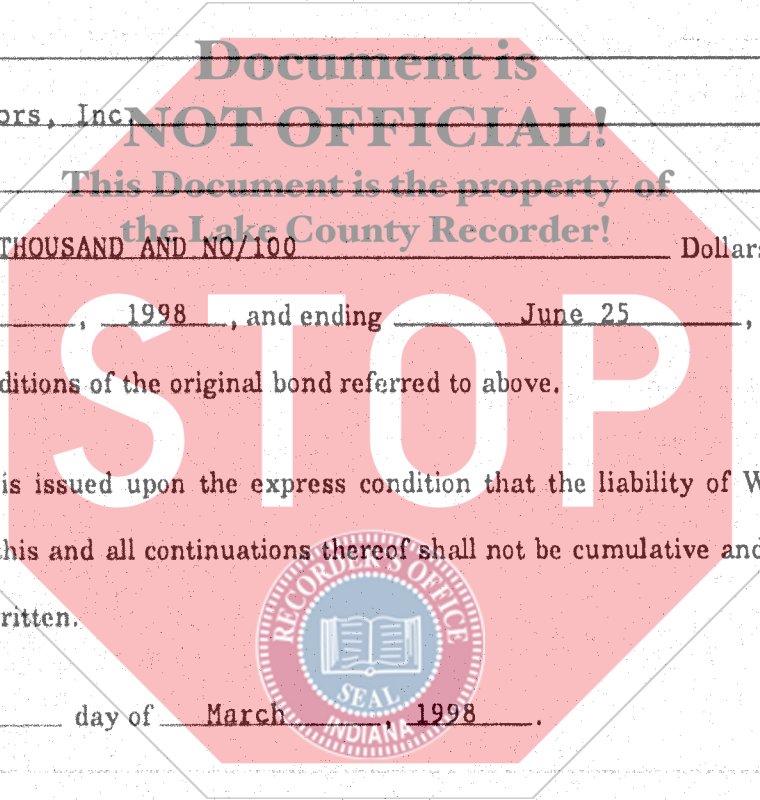 Document is
ors, Inc.
NOT OFFICIAL!
This Document is the property of
the Lake County Recorder!
THOUSAND AND NO/100 Dollars
, 1998 , and ending June 25 ,
STOP
ditions of the original bond referred to above.
is issued upon the express condition that the liability of W
this and all continuations thereof shall not be cumulative and
ritten.
RECORDER'S OFFICE
SEAL
INDIANA
day of March , 1998 .